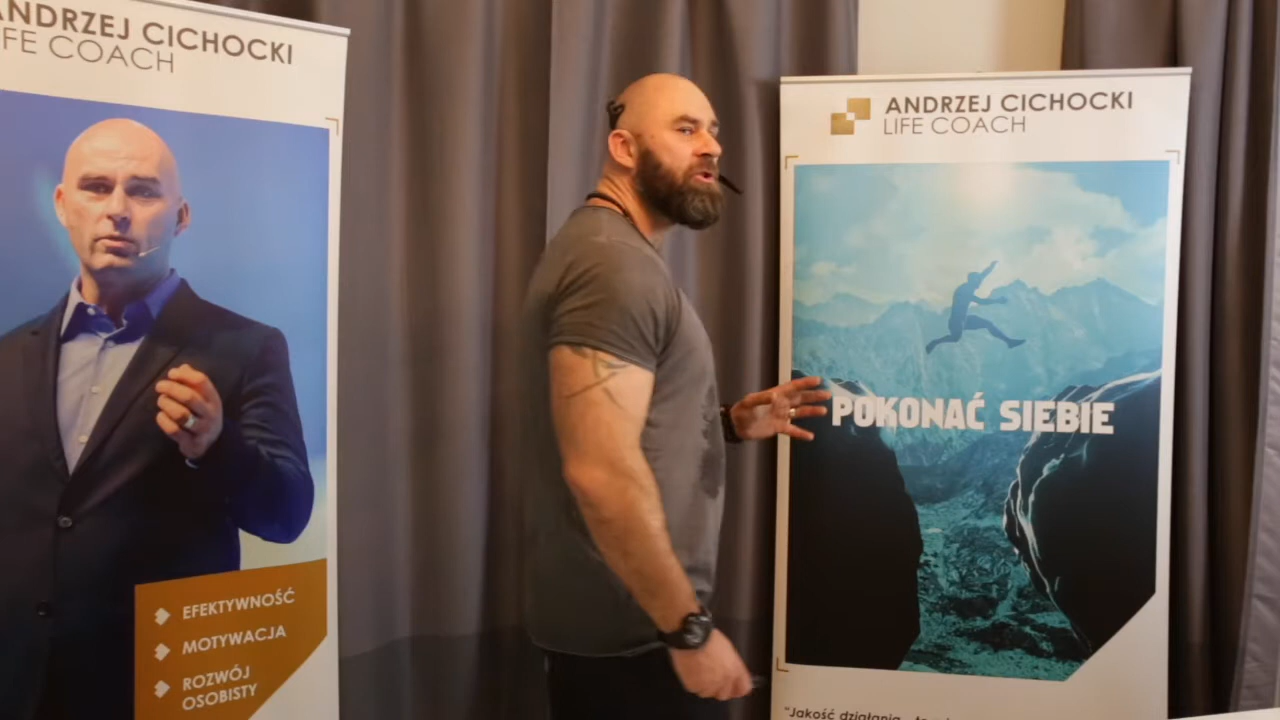 ANDRZEJ CICHOCKI
LIFE COACH
EFEKTYWNOŚĆ
MOTYWACJA
ROZWÓJ
OSOBISTY
ANDRZEJ CICHOCKI
LIFE COACH
POKONAĆ SIEBIE
"Jakość działania